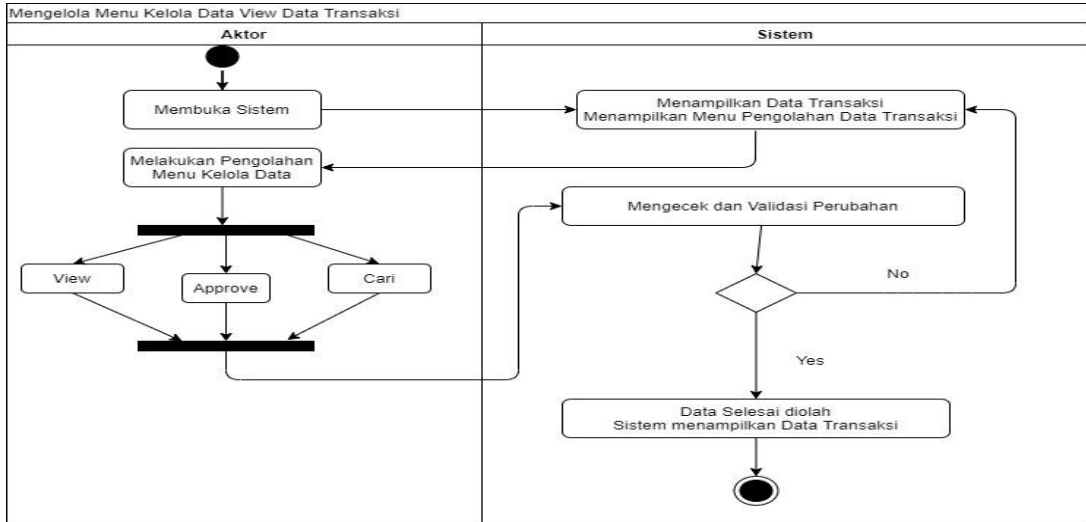 Mengelola Menu Kelola Data View Data Transaksi
Aktor
Sistem
Membuka Sistem
Menampilkan Data Transaksi
Menampilkan Menu Pengolahan Data Transaksi
Melakukan Pengolahan
Menu Kelola Data
Mengecek dan Validasi Perubahan
View
Approve
Cari
No
Yes
Data Selesai diolah
Sistem menampilkan Data Transaksi